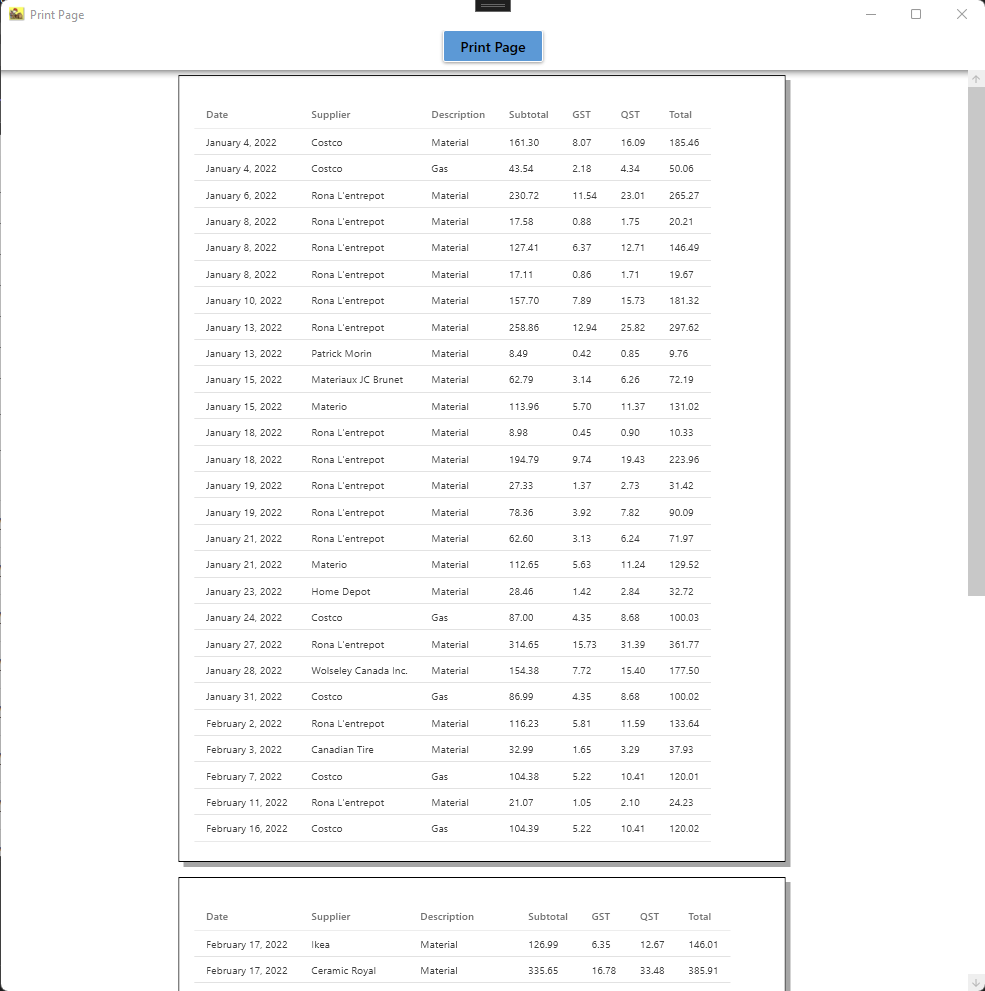 Print Page
Print Page
Date Supplier Description Subtotal GST QST Total
January 4, 2022 Costco Material 161.30 8.07 16.09 185.46
January 4, 2022 Costco Gas 43.54 2.18 4.34 50.06
January 6, 2022 Rona L'entrepot Material 230.72 11.54 23.01 265.27
January 8, 2022 Rona L'entrepot Material 17.58 0.88 1.75 20.21
January 8, 2022 Rona L'entrepot Material 127.41 6.37 12.71 146.49
January 8, 2022 Rona L'entrepot Material 17.11 0.86 1.71 19.67
January 10, 2022 Rona L'entrepot Material 157.70 7.89 15.73 181.32
January 13, 2022 Rona L'entrepot Material 258.86 12.94 25.82 297.62
January 13, 2022 Patrick Morin Material 8.49 0.42 0.85 9.76
January 15, 2022 Materiaux JC Brunet Material 62.79 3.14 6.26 72.19
January 15, 2022 Materio Material 113.96 5.70 11.37 131.02
January 18, 2022 Rona L'entrepot Material 8.98 0.45 0.90 10.33
January 18, 2022 Rona L'entrepot Material 194.79 9.74 19.43 223.96
January 19, 2022 Rona L'entrepot Material 27.33 1.37 2.73 31.42
January 19, 2022 Rona L'entrepot Material 78.36 3.92 7.82 90.09
January 21, 2022 Rona L'entrepot Material 62.60 3.13 6.24 71.97
January 21, 2022 Materio Material 112.65 5.63 11.24 129.52
January 23, 2022 Home Depot Material 28.46 1.42 2.84 32.72
January 24, 2022 Costco Gas 87.00 4.35 8.68 100.03
January 27, 2022 Rona L'entrepot Material 314.65 15.73 31.39 361.77
January 28, 2022 Wolseley Canada Inc. Material 154.38 7.72 15.40 177.50
January 31, 2022 Costco Gas 86.99 4.35 8.68 100.02
February 2, 2022 Rona L'entrepot Material 116.23 5.81 11.59 133.64
February 3, 2022 Canadian Tire Material 32.99 1.65 3.29 37.93
February 7, 2022 Costco Gas 104.38 5.22 10.41 120.01
February 11, 2022 Rona L'entrepot Material 21.07 1.05 2.10 24.23
February 16, 2022 Costco Gas 104.39 5.22 10.41 120.02
Date Supplier Description Subtotal GST QST Total
February 17, 2022 Ikea Material 126.99 6.35 12.67 146.01
February 17, 2022 Ceramic Royal Material 335.65 16.78 33.48 385.91